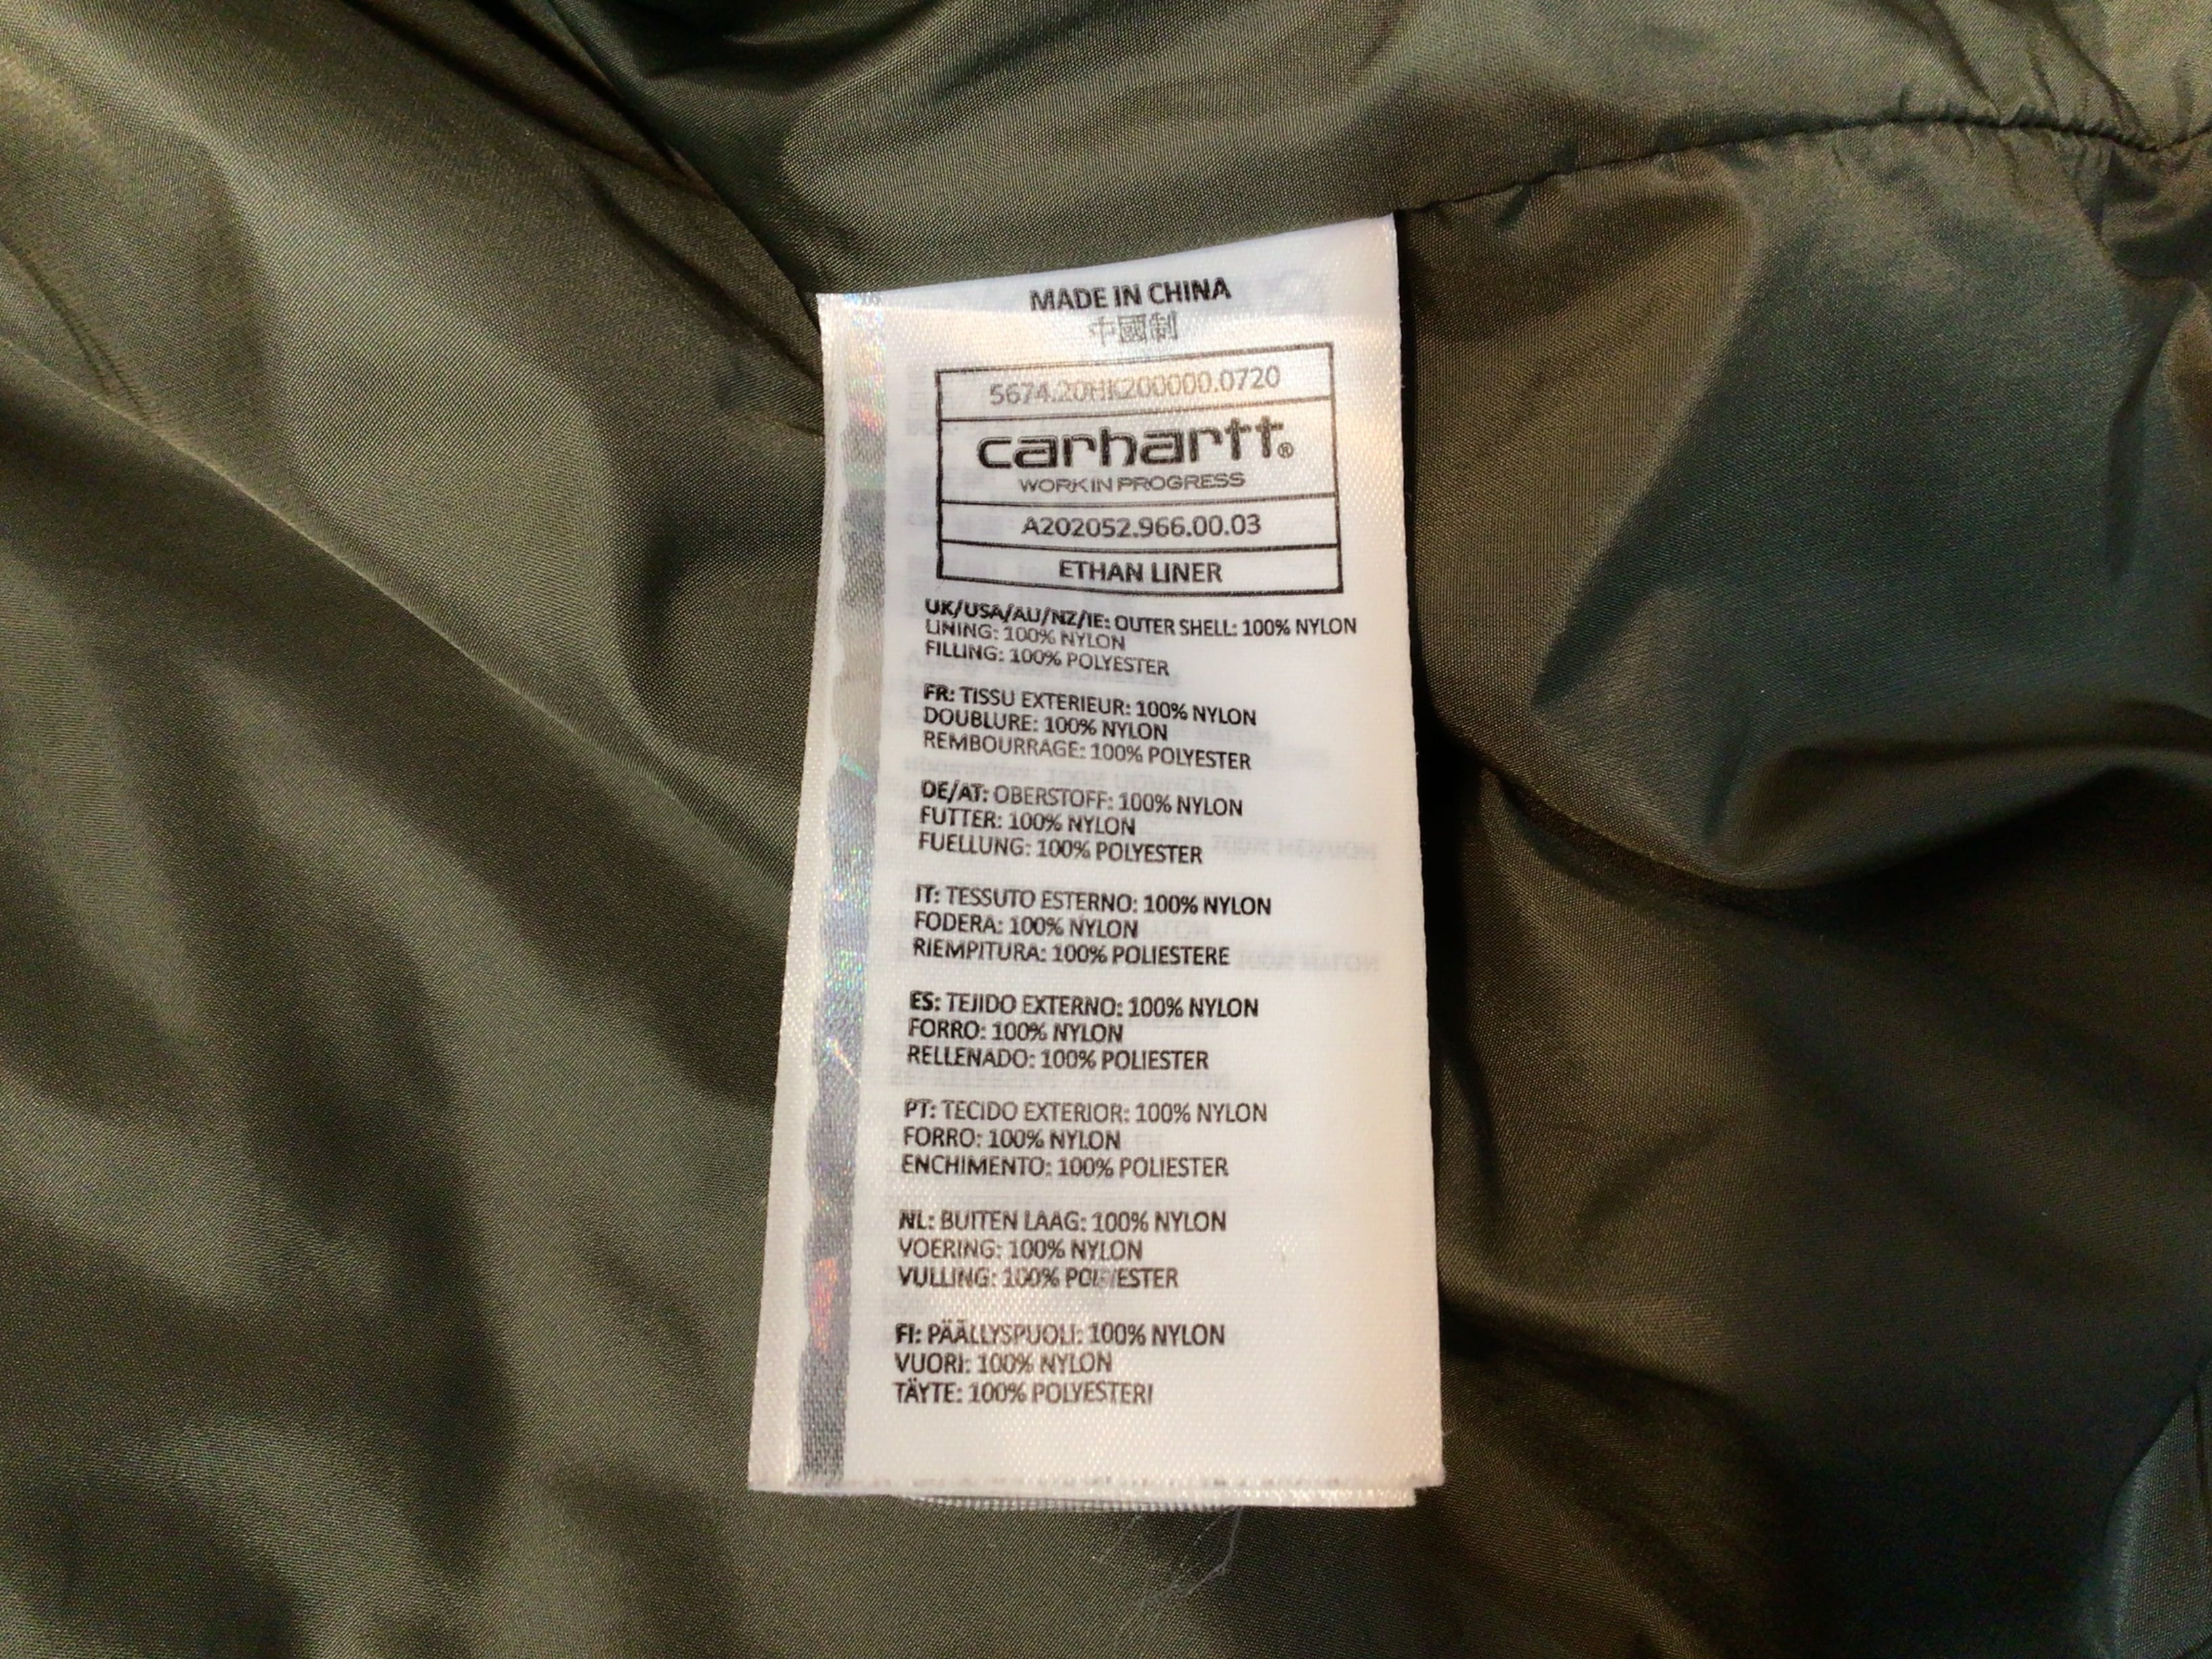 MADE IN CHINA
中國制
5674.20HK200000.0720
carhartt®
WORK IN PROGRESS
A202052.966.00.03
ETHAN LINER
UK/USA/AU/NZ/IE: OUTER SHELL: 100% NYLON
LINING: 100% NYLON
FILLING: 100% POLYESTER
FR: TISSU EXTERIEUR: 100% NYLON
DOUBLURE: 100% NYLON
REMBOURRAGE: 100% POLYESTER
DE/AT: OBERSTOFF: 100% NYLON
FUTTER: 100% NYLON
FUELLUNG: 100% POLYESTER
IT: TESSUTO ESTERNO: 100% NYLON
FODERA: 100% NYLON
RIEMPITURA: 100% POLIESTERE
ES: TEJIDO EXTERNO: 100% NYLON
FORRO: 100% NYLON
RELLENADO: 100% POLIESTER
PT: TECIDO EXTERIOR: 100% NYLON
FORRO: 100% NYLON
ENCHIMENTO: 100% POLIESTER
NL: BUITEN LAAG: 100% NYLON
VOERING: 100% NYLON
VULLING: 100% POLYESTER
FI: PÄÄLLYSPUOLI: 100% NYLON
VUORI: 100% NYLON
TÄYTE: 100% POLYESTERI